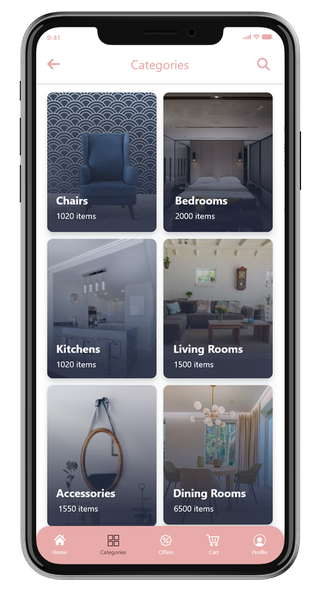 9:41
Categories
Chairs
1020 items
Bedrooms
2000 items
Kitchens
1020 items
Living Rooms
1500 items
Accessories
1550 items
Dining Rooms
6500 items
Home
Categories
Offers
Cart
Profile